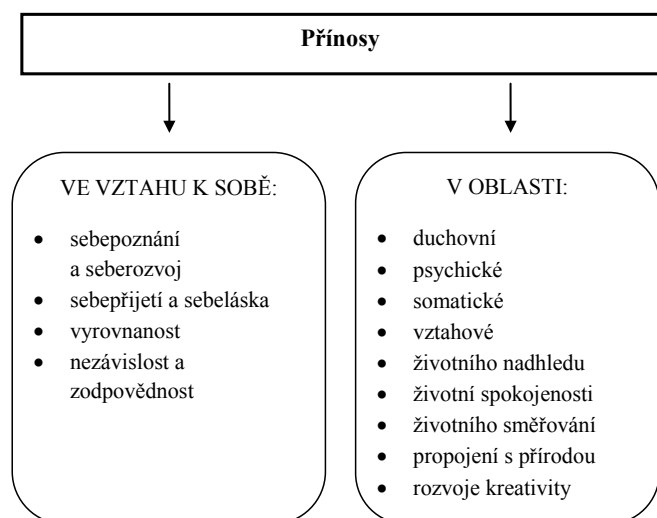 Přínosy
VE VZTAHU K SOBĚ:
• sebepoznání
a seberozvoj
• sebepřijetí a sebeláska
• vyrovnanost
• nezávislost a
zodpovědnost
V OBLASTI:
• duchovní
• psychické
• somatické
• vztahové
• životního nadhledu
• životní spokojenosti
• životního směřování
• propojení s přírodou
• rozvoje kreativity